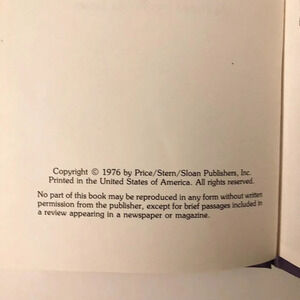 Copyright © 1976 by Price/Stern/Sloan Publishers, Inc.
Printed in the United States of America. All rights reserved.
No part of this book may be reproduced in any form without written
permission from the publisher, except for brief passages included in
a review appearing in a newspaper or magazine.